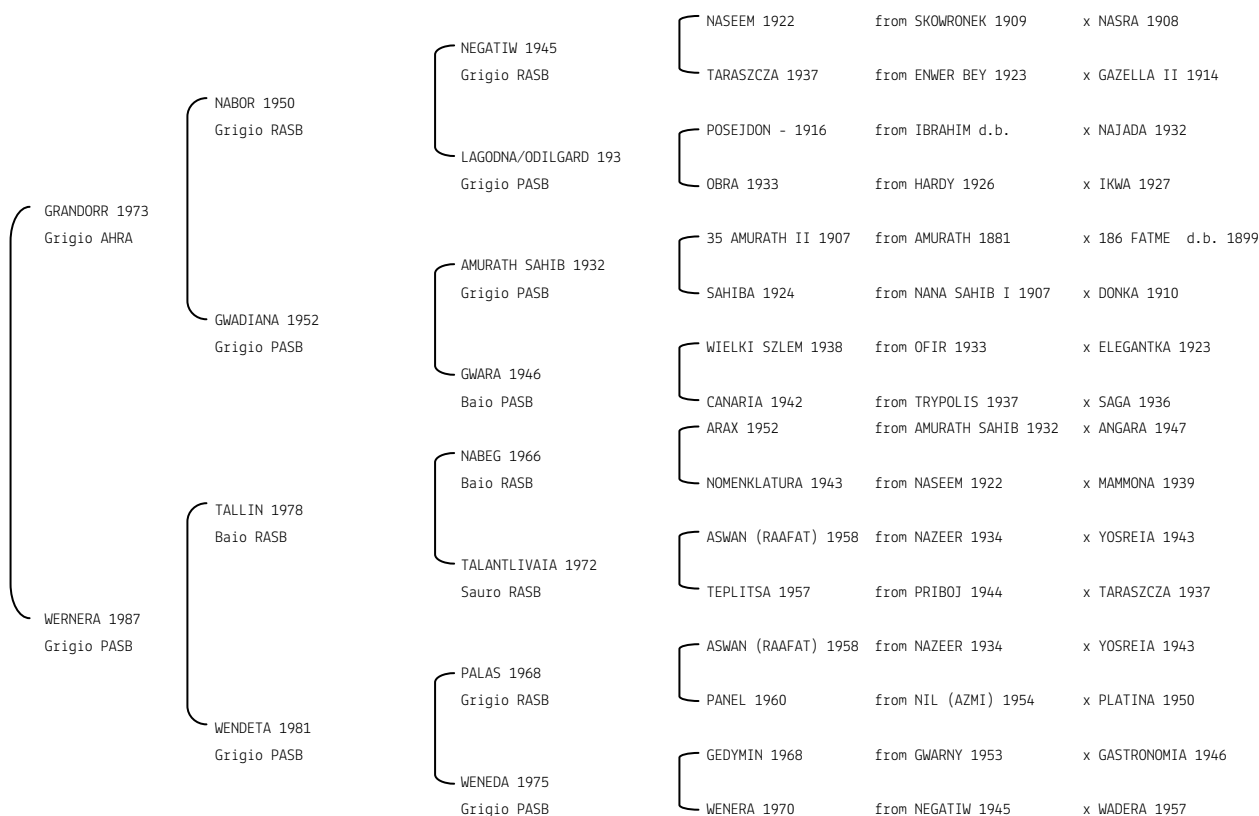 NASEEM 1922 from SKOWRONEK 1909 x NASRA 1908
NEGATIW 1945
Grigio RASB
TARASZCZA 1937 from ENWER BEY 1923 x GAZELLA II 1914
NABOR 1950
Grigio RASB
POSEJDON - 1916 from IBRAHIM d.b. x NAJADA 1932
LAGODNA/ODILGARD 193
Grigio PASB
OBRA 1933 from HARDY 1926 x IKWA 1927
GRANDORR 1973
Grigio AHRA
35 AMURATH II 1907 from AMURATH 1881 x 186 FATME d.b. 1899
AMURATH SAHIB 1932
Grigio PASB
SAHIBA 1924 from NANA SAHIB I 1907 x DONKA 1910
GWADIANA 1952
Grigio PASB
WIELKI SZLEM 1938 from OFIR 1933 x ELEGANTKA 1923
GWARA 1946
Baio PASB
CANARIA 1942 from TRYPOLIS 1937 x SAGA 1936
ARAX 1952 from AMURATH SAHIB 1932 x ANGARA 1947
NABEG 1966
Baio RASB
NOMENKLATURA 1943 from NASEEM 1922 x MAMMONA 1939
TALLIN 1978
Baio RASB
ASWAN (RAAFAT) 1958 from NAZEER 1934 x YOSREIA 1943
TALANTLIVAIA 1972
Sauro RASB
TEPLITSA 1957 from PRIBOJ 1944 x TARASZCZA 1937
WERNERA 1987
Grigio PASB
ASWAN (RAAFAT) 1958 from NAZEER 1934 x YOSREIA 1943
PALAS 1968
Grigio RASB
PANEL 1960 from NIL (AZMI) 1954 x PLATINA 1950
WENDETA 1981
Grigio PASB
GEDYMIN 1968 from GWARNY 1953 x GASTRONOMIA 1946
WENEDA 1975
Grigio PASB
WENERA 1970 from NEGATIW 1945 x WADERA 1957